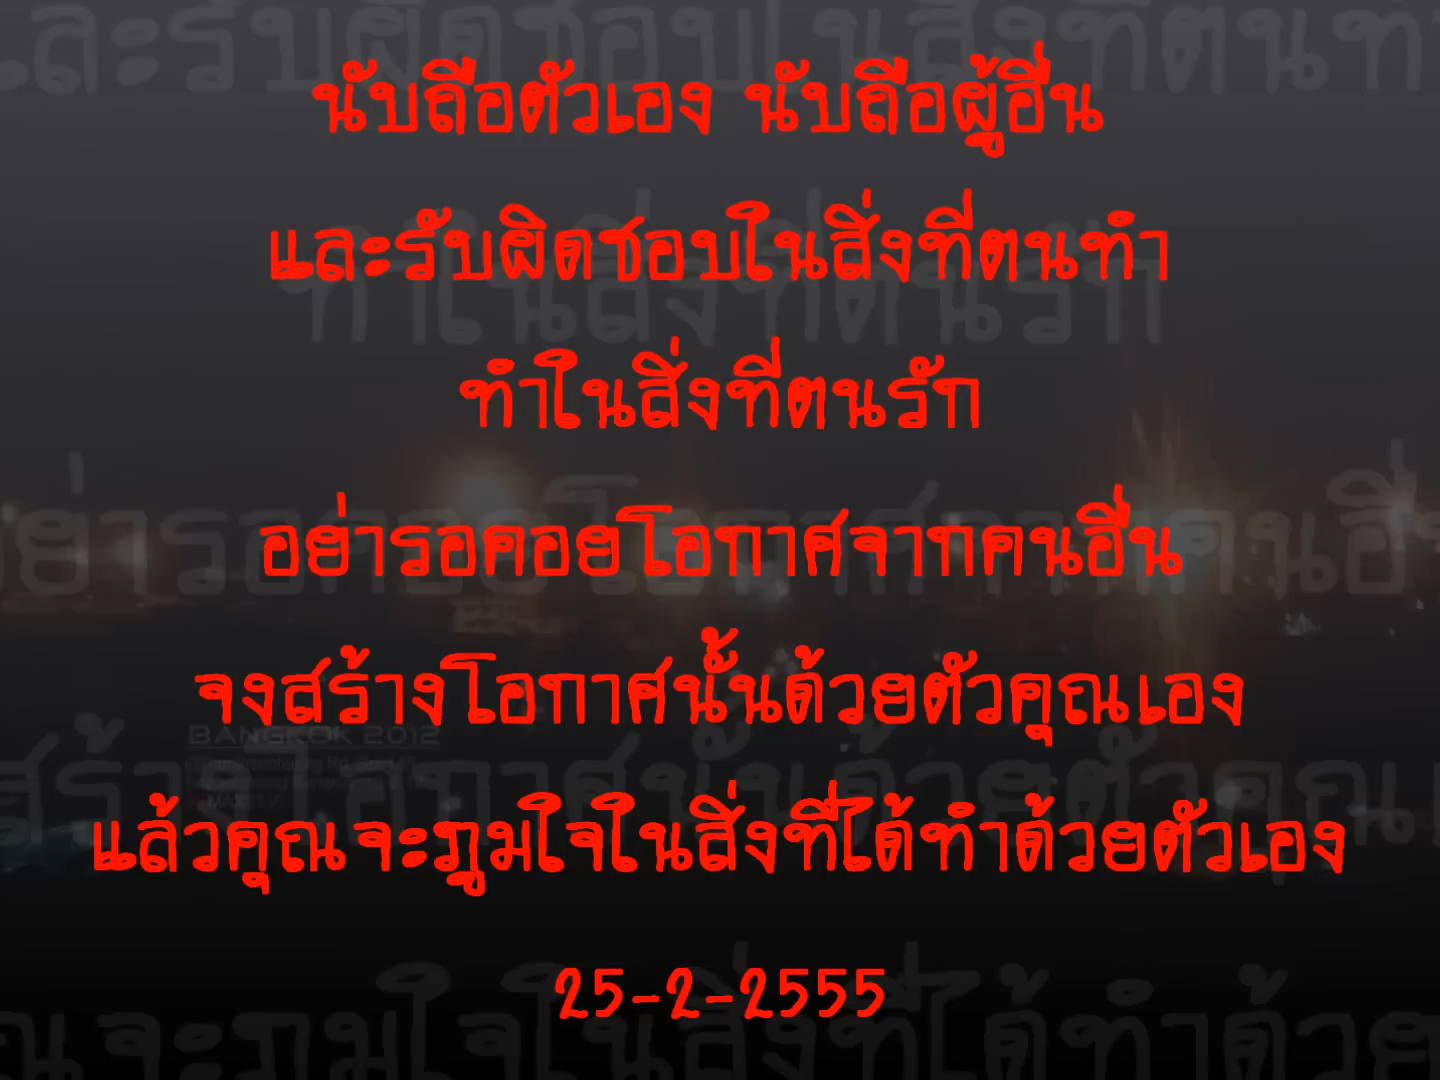 นับถือตัวเอง นับถือผู้อื่น
และรับผิดชอบในสิ่งที่ตนทำ
ทำในสิ่งที่ตนรัก
อย่ารอคอยโอกาศจากคนอื่น
จงสร้างโอกาศนั้นด้วยตัวคุณเอง
BANGKOK 2012
แล้วคุณจะภูมใจในสิ่งที่ได้ทำด้วยตัวเอง
25-2-2555